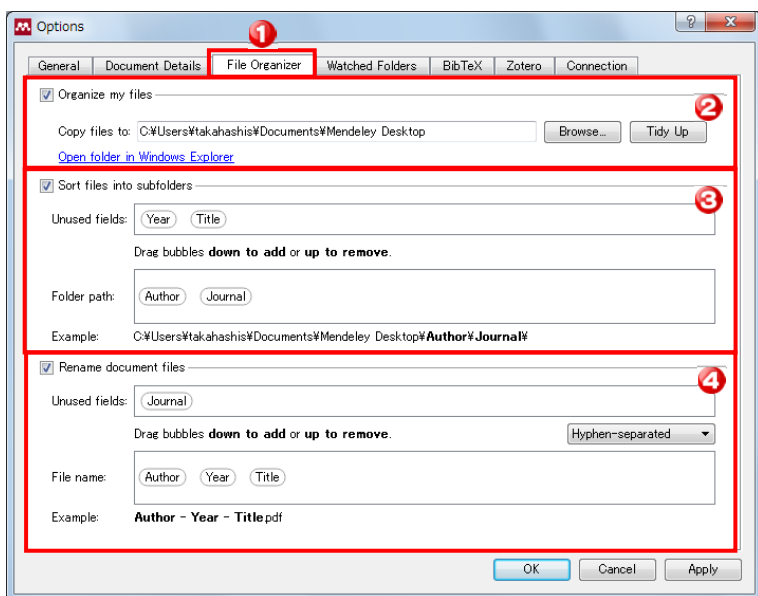 Options
1
General Document Details File Organizer Watched Folders BibTeX Zotero Connection
Organize my files
2
Copy files to: C:¥Users¥takahashis¥Documents¥Mendeley Desktop Browse... Tidy Up
Open folder in Windows Explorer
Sort files into subfolders
3
Unused fields: Year Title
Drag bubbles down to add or up to remove.
Folder path: Author Journal
Example: C:¥Users¥takahashis¥Documents¥Mendeley Desktop¥Author¥Journal¥
Rename document files
4
Unused fields: Journal
Drag bubbles down to add or up to remove. Hyphen-separated
File name: Author Year Title
Example: Author - Year - Title.pdf
OK Cancel Apply